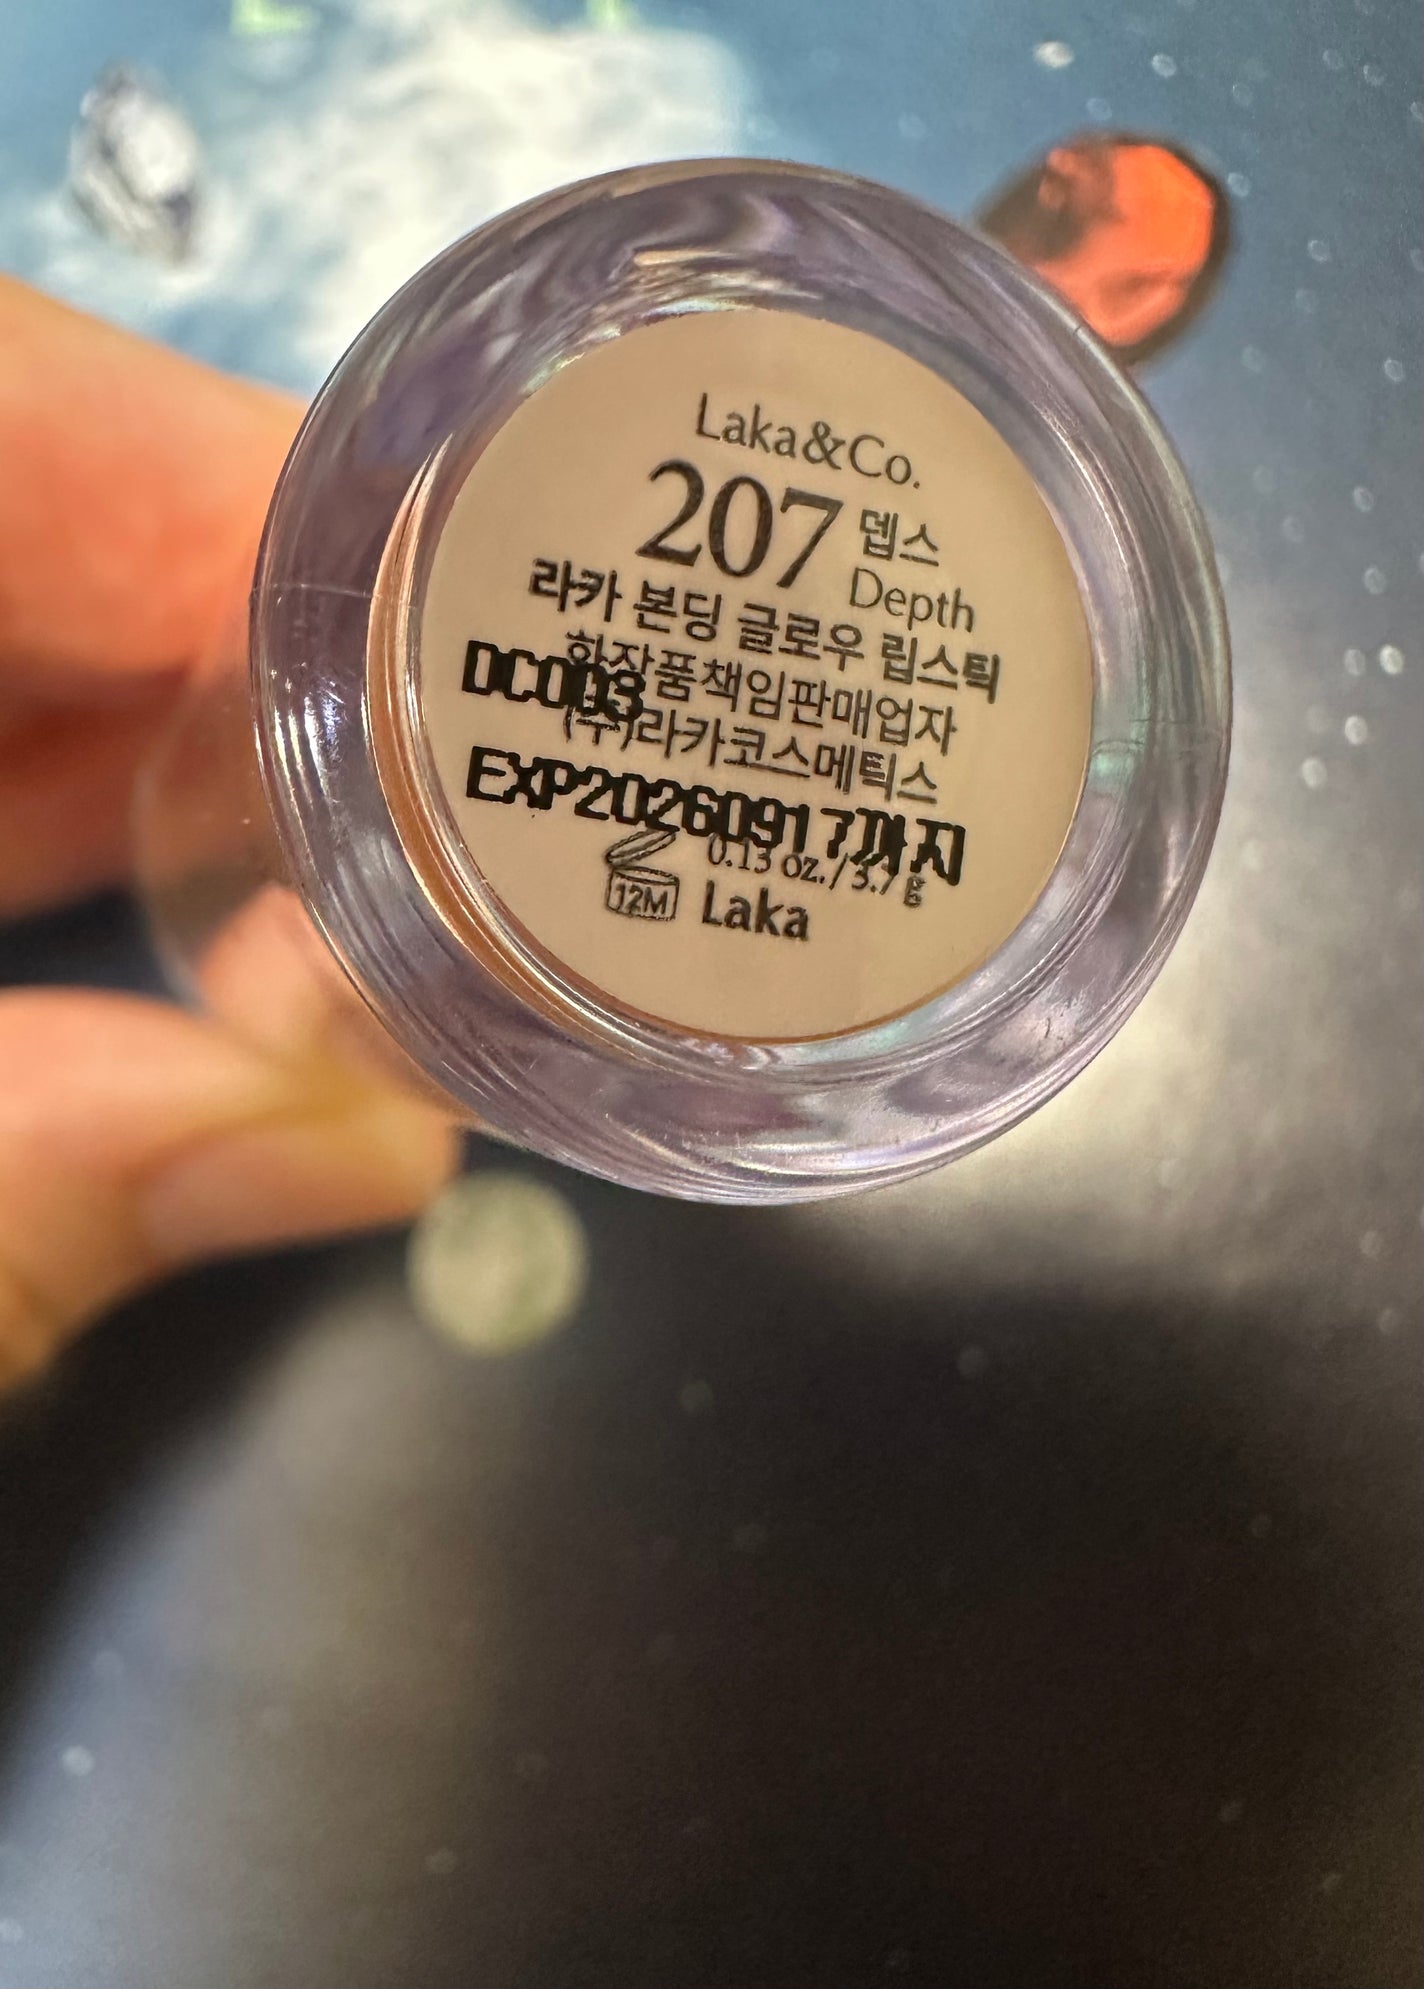 Laka&Co.
207 뎁스
Depth
라카 본딩 글로우 립스틱
화장품책임판매업자
(주)라카코스메틱스
EXP20260917까지
0.13 oz./3.7 g
12M Laka